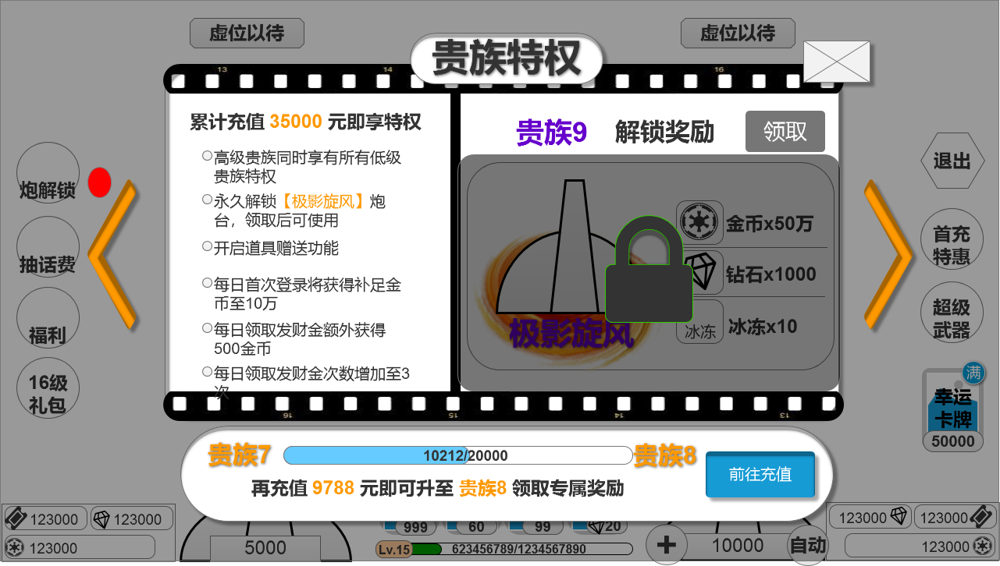 虚位以待
虚位以待
贵族特权
13
14
16
累计充值 35000 元即享特权
高级贵族同时享有所有低级
贵族特权
永久解锁【极影旋风】炮
台，领取后可使用
开启道具赠送功能
每日首次登录将获得补足金
币至10万
每日领取发财金额外获得
500金币
每日领取发财金次数增加至3
次
贵族9
解锁奖励
领取
金币x50万
钻石x1000
冰冻
冰冻x10
极影旋风
炮解锁
抽话费
福利
16级
礼包
退出
首充
特惠
超级
武器
满
幸运
卡牌
50000
16
15
14
13
贵族7
10212/20000
贵族8
再充值 9788 元即可升至 贵族8 领取专属奖励
前往充值
123000
123000
123000
5000
999
60
99
20
Lv.15
623456789/1234567890
10000
自动
123000
123000
123000